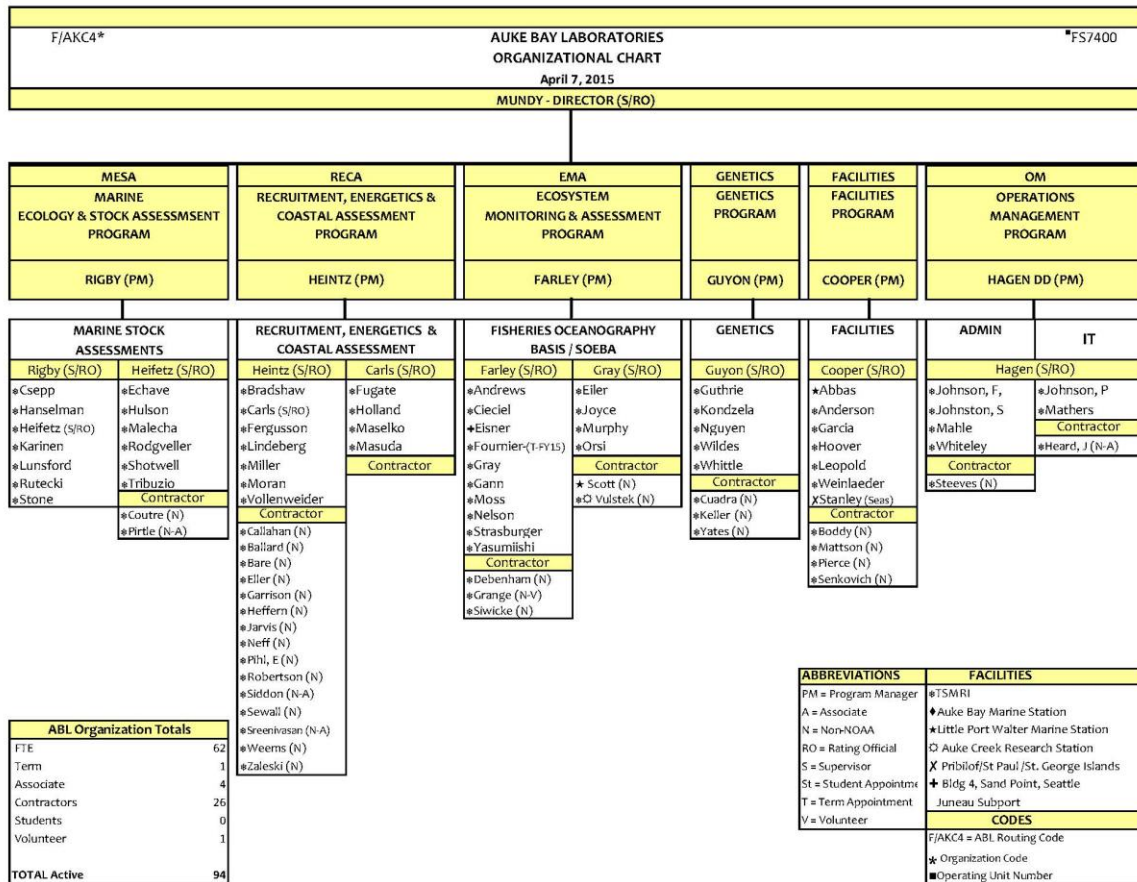 F/AKC4*
AUKE BAY LABORATORIES
■FS7400
ORGANIZATIONAL CHART
April 7, 2015
MUNDY - DIRECTOR (S/RO)
MESA
MARINE
ECOLOGY & STOCK ASSESSMSENT
PROGRAM
RIGBY (PM)
RECA
RECRUITMENT, ENERGETICS &
COASTAL ASSESSMENT
PROGRAM
HEINTZ (PM)
EMA
ECOSYSTEM
MONITORING & ASSESSMENT
PROGRAM
FARLEY (PM)
GENETICS
GENETICS
PROGRAM
GUYON (PM)
FACILITIES
FACILITIES
PROGRAM
COOPER (PM)
OM
OPERATIONS
MANAGEMENT
PROGRAM
HAGEN DD (PM)
MARINE STOCK
ASSESSMENTS
Rigby (S/RO)
*Csepp
*Hanselman
*Heifetz (S/RO)
*Karinen
*Lunsford
*Rutecki
*Stone
Heifetz (S/RO)
*Echave
*Hulson
*Malecha
*Rodgveller
*Shotwell
*Tribuzio
Contractor
*Coutre (N)
*Pirtle (N-A)
RECRUITMENT, ENERGETICS &
COASTAL ASSESSMENT
Heintz (S/RO)
*Bradshaw
*Carls (S/RO)
*Fergusson
*Lindeberg
*Miller
*Moran
*Vollenweider
Contractor
*Callahan (N)
*Ballard (N)
*Bare (N)
*Eller (N)
*Garrison (N)
*Heffern (N)
*Jarvis (N)
*Neff (N)
*Pihl, E (N)
*Robertson (N)
*Siddon (N-A)
*Sewall (N)
*Sreenivasan (N-A)
*Weems (N)
*Zaleski (N)
Carls (S/RO)
*Fugate
*Holland
*Maselko
*Masuda
Contractor
FISHERIES OCEANOGRAPHY
BASIS / SOEBA
Farley (S/RO)
*Andrews
*Cieciel
✚Eisner
*Fournier-(T-FY15)
*Gray
*Gann
*Moss
*Nelson
*Strasburger
*Yasumiishi
Contractor
*Debenham (N)
*Grange (N-V)
*Siwicke (N)
Gray (S/RO)
*Eiler
*Joyce
*Murphy
*Orsi
Contractor
★ Scott (N)
*☼ Vulstek (N)
GENETICS
Guyon (S/RO)
*Guthrie
*Kondzela
*Nguyen
*Wildes
*Whittle
Contractor
*Cuadra (N)
*Keller (N)
*Yates (N)
FACILITIES
Cooper (S/RO)
★Abbas
*Anderson
*Garcia
*Hoover
*Leopold
*Weinlaeder
✗Stanley (Seas)
Contractor
*Boddy (N)
*Mattson (N)
*Pierce (N)
*Senkovich (N)
ADMIN
IT
Hagen (S/RO)
*Johnson, F,
*Johnston, S
*Mahle
*Whiteley
Contractor
*Steeves (N)
*Johnson, P
*Mathers
Contractor
*Heard, J (N-A)
ABL Organization Totals
FTE 62
Term 1
Associate 4
Contractors 26
Students 0
Volunteer 1
TOTAL Active 94
ABBREVIATIONS
PM = Program Manager
A = Associate
N = Non-NOAA
RO = Rating Official
S = Supervisor
St = Student Appointme
T = Term Appointment
V = Volunteer
FACILITIES
*TSMRI
♦Auke Bay Marine Station
★Little Port Walter Marine Station
☼ Auke Creek Research Station
✗ Pribilof/St Paul /St. George Islands
✚ Bldg 4, Sand Point, Seattle
Juneau Subport
CODES
F/AKC4 = ABL Routing Code
* Organization Code
■Operating Unit Number